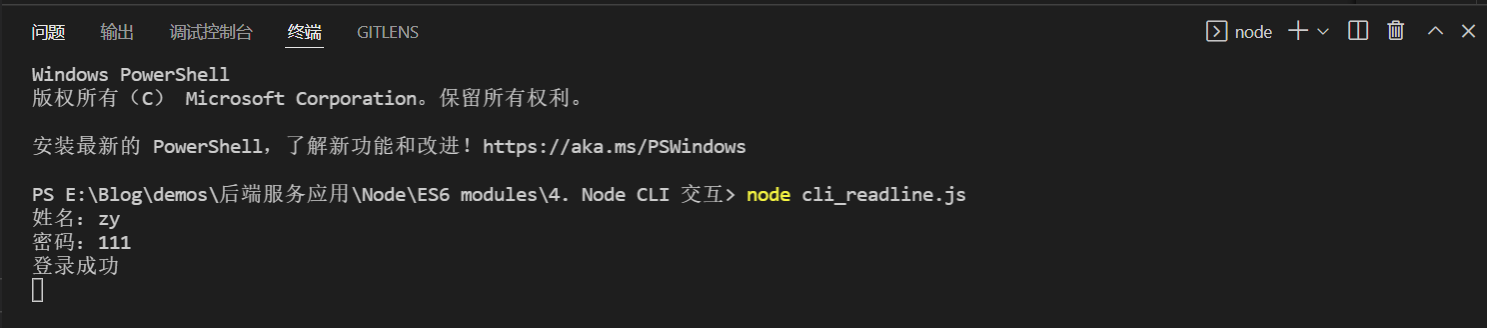 问题 输出 调试控制台 终端 GITLENS node
Windows PowerShell
版权所有（C） Microsoft Corporation。保留所有权利。
安装最新的 PowerShell，了解新功能和改进！https://aka.ms/PSWindows
PS E:\Blog\demos\后端服务应用\Node\ES6 modules\4. Node CLI 交互> node cli_readline.js
姓名：zy
密码：111
登录成功